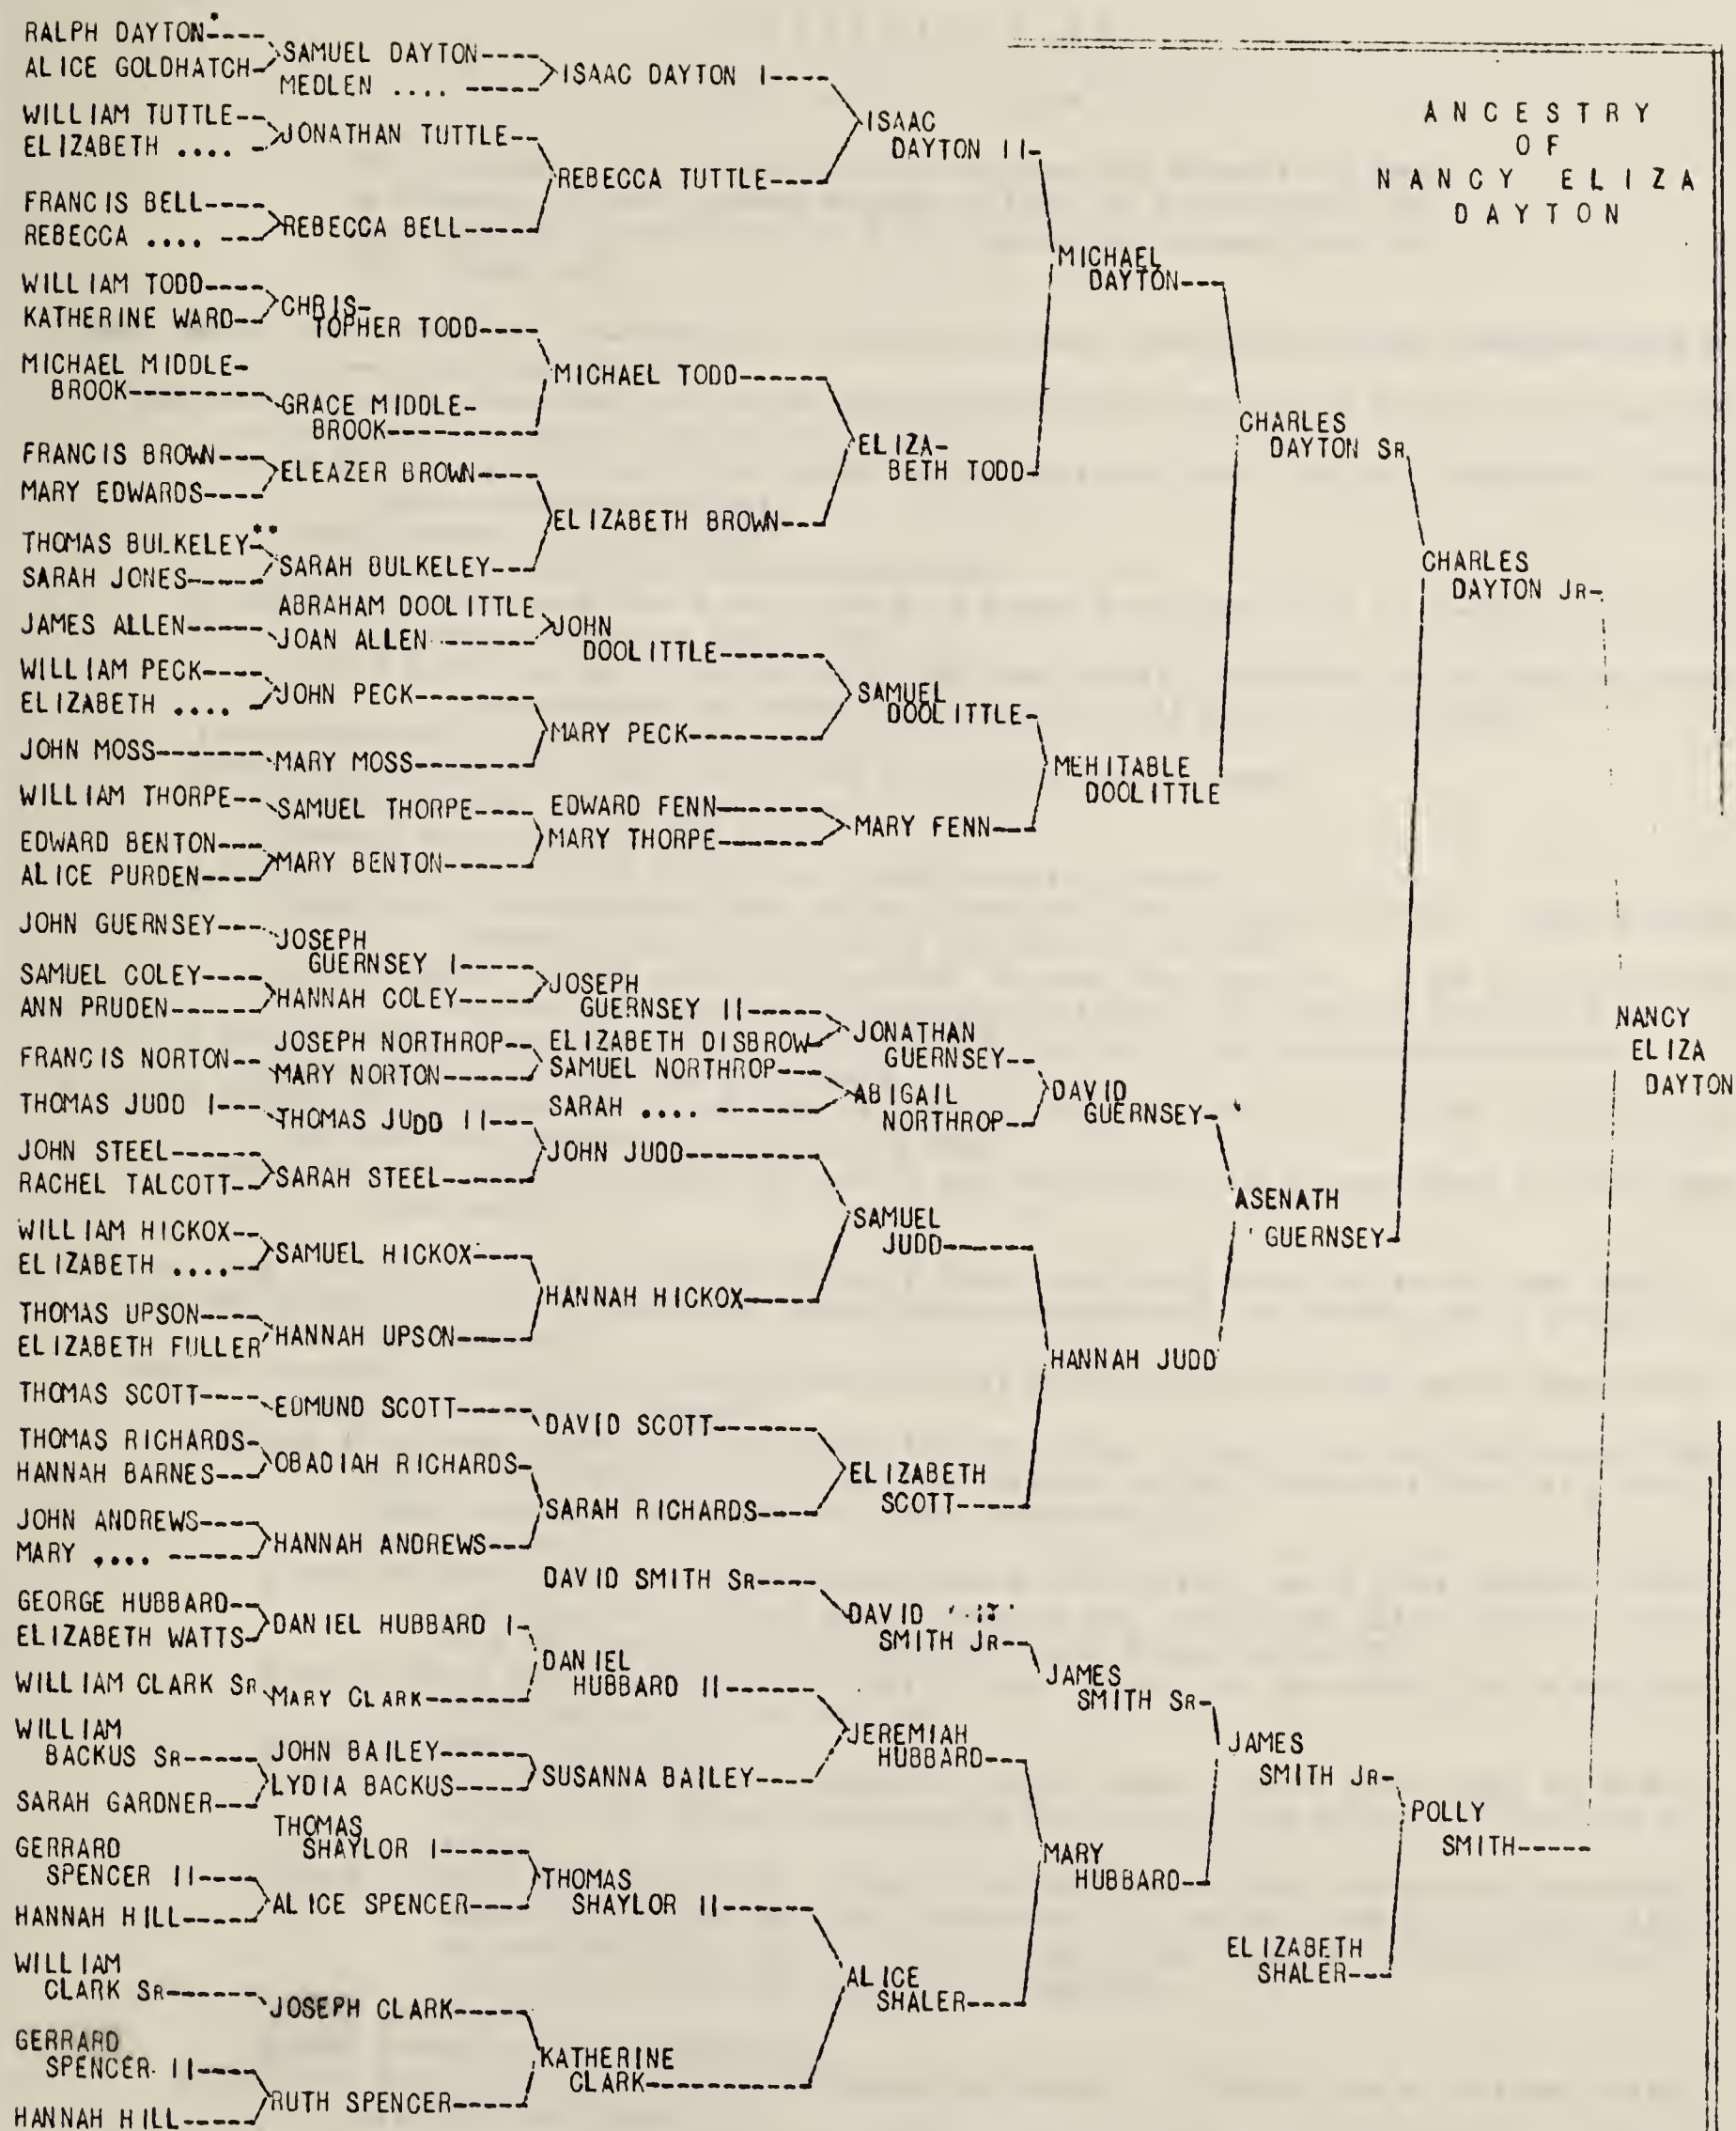 ANCESTRY
OF
NANCY ELIZA
DAYTON
RALPH DAYTON*
ALICE GOLDHATCH
WILLIAM TUTTLE
ELIZABETH ....
FRANCIS BELL
REBECCA ....
WILLIAM TODD
KATHERINE WARD
MICHAEL MIDDLE-
BROOK
FRANCIS BROWN
MARY EDWARDS
THOMAS BULKELEY**
SARAH JONES
JAMES ALLEN
WILLIAM PECK
ELIZABETH ....
JOHN MOSS
WILLIAM THORPE
EDWARD BENTON
ALICE PURDEN
JOHN GUERNSEY
SAMUEL COLEY
ANN PRUDEN
FRANCIS NORTON
THOMAS JUDD I
JOHN STEEL
RACHEL TALCOTT
WILLIAM HICKOX
ELIZABETH ....
THOMAS UPSON
ELIZABETH FULLER
THOMAS SCOTT
THOMAS RICHARDS
HANNAH BARNES
JOHN ANDREWS
MARY ....
GEORGE HUBBARD
ELIZABETH WATTS
WILLIAM CLARK SR
WILLIAM
BACKUS SR
SARAH GARDNER
GERRARD
SPENCER II
HANNAH HILL
WILLIAM
CLARK SR
GERRARD
SPENCER II
HANNAH HILL
SAMUEL DAYTON
MEDLEN ....
JONATHAN TUTTLE
REBECCA BELL
CHRIS-
TOPHER TODD
GRACE MIDDLE-
BROOK
ELEAZER BROWN
SARAH BULKELEY
ABRAHAM DOOLITTLE
JOAN ALLEN
JOHN PECK
MARY MOSS
SAMUEL THORPE
MARY BENTON
JOSEPH
GUERNSEY I
HANNAH COLEY
JOSEPH NORTHROP
MARY NORTON
THOMAS JUDD II
SARAH STEEL
SAMUEL HICKOX
HANNAH UPSON
EDMUND SCOTT
OBADIAH RICHARDS
HANNAH ANDREWS
DANIEL HUBBARD I
MARY CLARK
JOHN BAILEY
LYDIA BACKUS
THOMAS
SHAYLOR I
ALICE SPENCER
JOSEPH CLARK
RUTH SPENCER
ISAAC DAYTON I
REBECCA TUTTLE
MICHAEL TODD
ELIZABETH BROWN
JOHN
DOOLITTLE
MARY PECK
EDWARD FENN
MARY THORPE
JOSEPH
GUERNSEY II
ELIZABETH DISBROW
SAMUEL NORTHROP
SARAH ....
JOHN JUDD
HANNAH HICKOX
DAVID SCOTT
SARAH RICHARDS
DAVID SMITH SR
DANIEL
HUBBARD II
SUSANNA BAILEY
THOMAS
SHAYLOR II
KATHERINE
CLARK
ISAAC
DAYTON II
ELIZA-
BETH TODD
SAMUEL
DOOLITTLE
MARY FENN
JONATHAN
GUERNSEY
ABIGAIL
NORTHROP
SAMUEL
JUDD
ELIZABETH
SCOTT
DAVID
SMITH JR
JEREMIAH
HUBBARD
ALICE
SHALER
MICHAEL
DAYTON
MEHITABLE
DOOLITTLE
DAVID
GUERNSEY
HANNAH JUDD
JAMES
SMITH SR
MARY
HUBBARD
CHARLES
DAYTON SR
ASENATH
GUERNSEY
JAMES
SMITH JR
ELIZABETH
SHALER
CHARLES
DAYTON JR
POLLY
SMITH
NANCY
ELIZA
DAYTON